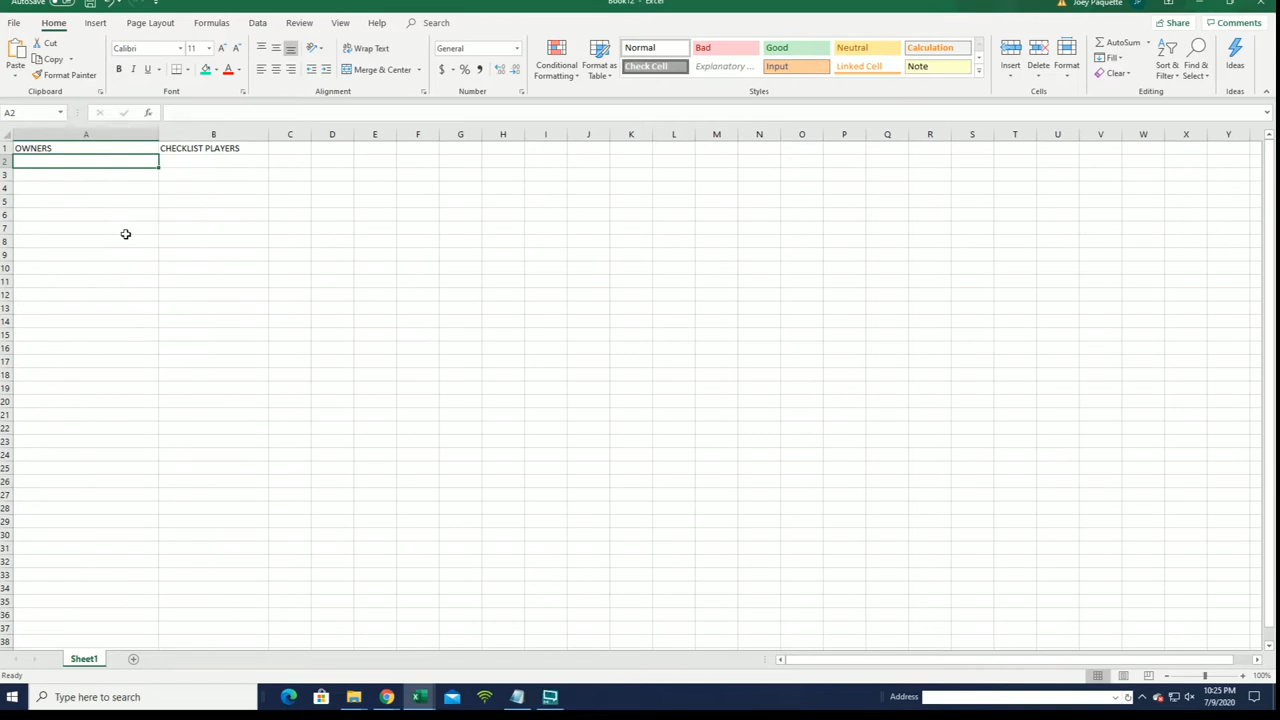 AutoSave Off Book12 - Excel Joey Paquette JP
File Home Insert Page Layout Formulas Data Review View Help Search Share Comments
Paste Cut Copy Format Painter Clipboard
Calibri 11 A A B I U A Font
Wrap Text Merge & Center Alignment
General $ % , Number
Conditional Formatting Format as Table
Normal Bad Good Neutral Calculation
Check Cell Explanatory ... Input Linked Cell Note
Styles
Insert Delete Format Cells
AutoSum Fill Clear Sort & Filter Find & Select Editing
Ideas Ideas
A2 fx
A B C D E F G H I J K L M N O P Q R S T U V W X Y
1 OWNERS CHECKLIST PLAYERS
2
3
4
5
6
7
8
9
10
11
12
13
14
15
16
17
18
19
20
21
22
23
24
25
26
27
28
29
30
31
32
33
34
35
36
37
38
Sheet1
Ready 100%
Type here to search Address 10:25 PM
7/9/2020